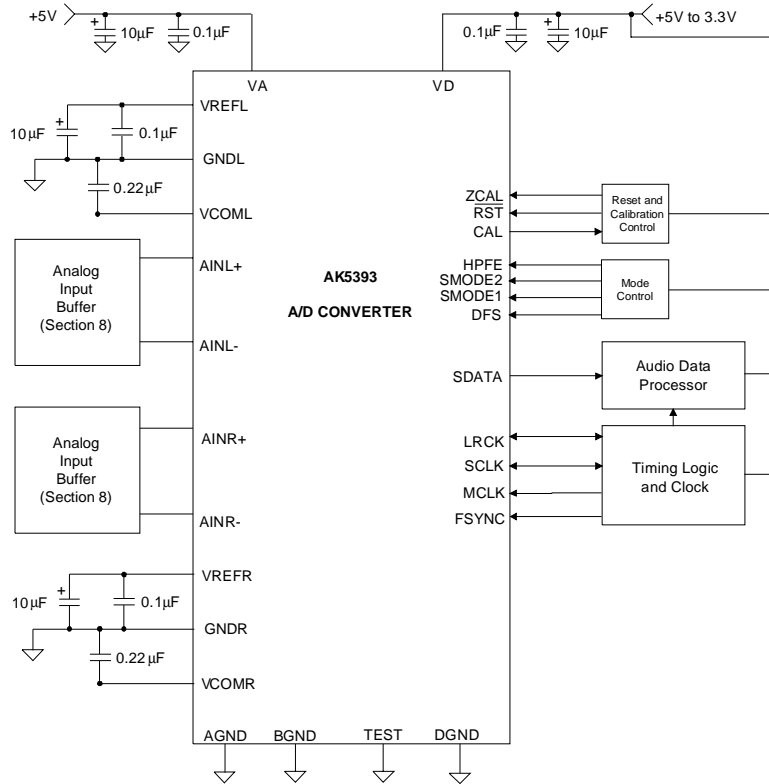 +5V
10µF
0.1µF
0.1µF
10µF
+5V to 3.3V
VA
VD
VREFL
10µF
0.1µF
GNDL
0.22µF
VCOML
ZCAL
RST
CAL
Reset and
Calibration
Control
Analog
Input
Buffer
(Section 8)
AINL+
AINL-
AK5393
A/D CONVERTER
HPFE
SMODE2
SMODE1
DFS
Mode
Control
SDATA
Audio Data
Processor
Analog
Input
Buffer
(Section 8)
AINR+
AINR-
LRCK
SCLK
MCLK
FSYNC
Timing Logic
and Clock
VREFR
10µF
0.1µF
GNDR
0.22µF
VCOMR
AGND
BGND
TEST
DGND